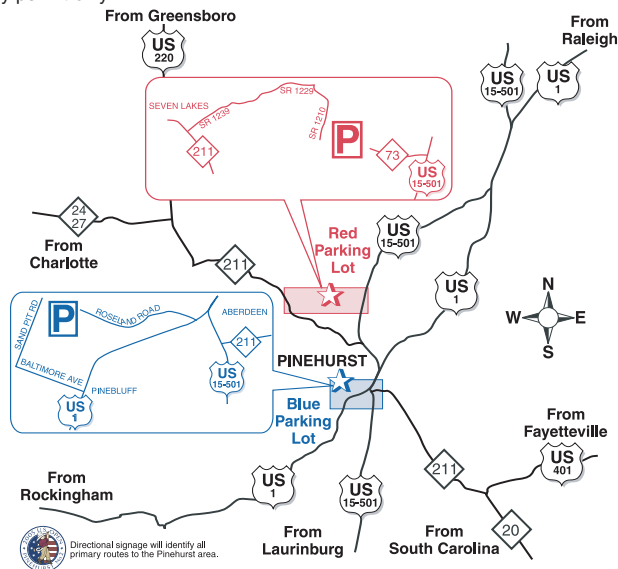 From Greensboro
US
220
From
Raleigh
US
15-501
US
1
SEVEN LAKES
SR 1239
SR 1229
SR 1210
211
P
73
US
15-501
24
27
From
Charlotte
211
Red
Parking
Lot
US
15-501
US
1
N
W
E
S
SAND PIT RD
P
ROSELAND ROAD
ABERDEEN
211
BALTIMORE AVE
PINEBLUFF
US
1
US
15-501
PINEHURST
Blue
Parking
Lot
From
Fayetteville
US
401
211
20
From
Rockingham
US
1
US
15-501
From
Laurinburg
From
South Carolina
Directional signage will identify all
primary routes to the Pinehurst area.